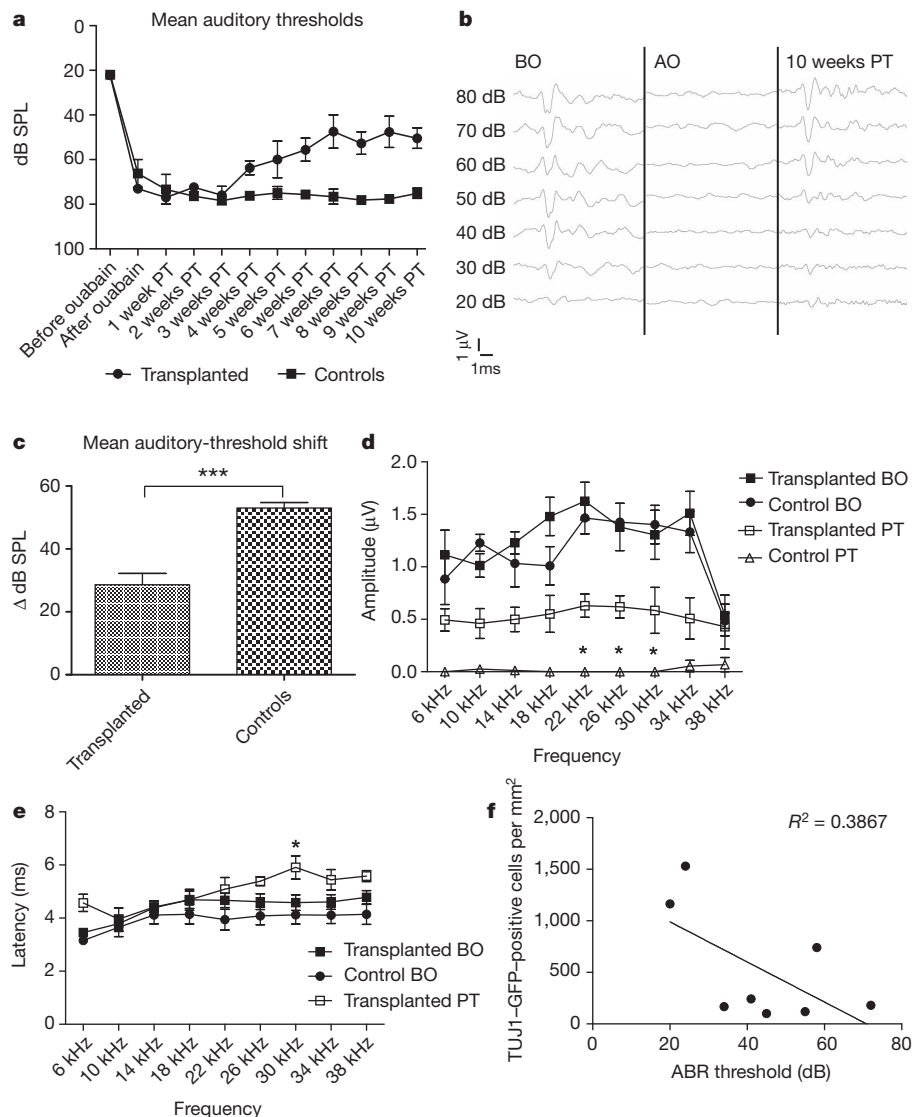 a
Mean auditory thresholds
0
20
40
60
80
100
dB SPL
Before ouabain
After ouabain
1 week PT
2 weeks PT
3 weeks PT
4 weeks PT
5 weeks PT
6 weeks PT
7 weeks PT
8 weeks PT
9 weeks PT
10 weeks PT
Transplanted
Controls
b
BO
AO
10 weeks PT
80 dB
70 dB
60 dB
50 dB
40 dB
30 dB
20 dB
1 μV
1ms
c
Mean auditory-threshold shift
***
60
40
20
0
Δ dB SPL
Transplanted
Controls
d
2.0
1.5
1.0
0.5
0.0
Amplitude (μV)
* * *
6 kHz
10 kHz
14 kHz
18 kHz
22 kHz
26 kHz
30 kHz
34 kHz
38 kHz
Frequency
Transplanted BO
Control BO
Transplanted PT
Control PT
e
8
6
4
2
0
Latency (ms)
*
Transplanted BO
Control BO
Transplanted PT
6 kHz
10 kHz
14 kHz
18 kHz
22 kHz
26 kHz
30 kHz
34 kHz
38 kHz
Frequency
f
TUJ1–GFP–positive cells per mm²
2,000
1,500
1,000
500
0
R² = 0.3867
0
20
40
60
80
ABR threshold (dB)